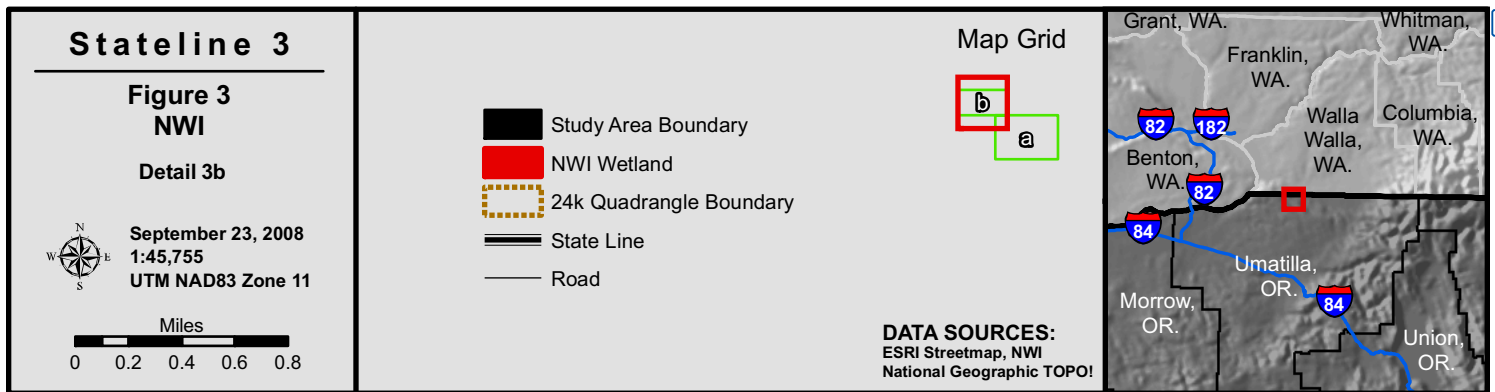 Stateline 3
Figure 3
NWI
Detail 3b
N
W
E
S
September 23, 2008
1:45,755
UTM NAD83 Zone 11
Miles
0 0.2 0.4 0.6 0.8
Study Area Boundary
NWI Wetland
24k Quadrangle Boundary
State Line
Road
Map Grid
b
a
DATA SOURCES:
ESRI Streetmap, NWI
National Geographic TOPO!
Grant, WA.
Whitman,
WA.
Franklin,
WA.
Columbia,
WA.
Walla
Walla,
WA.
82
182
Benton,
WA.
82
84
Umatilla,
OR.
84
Morrow,
OR.
Union,
OR.